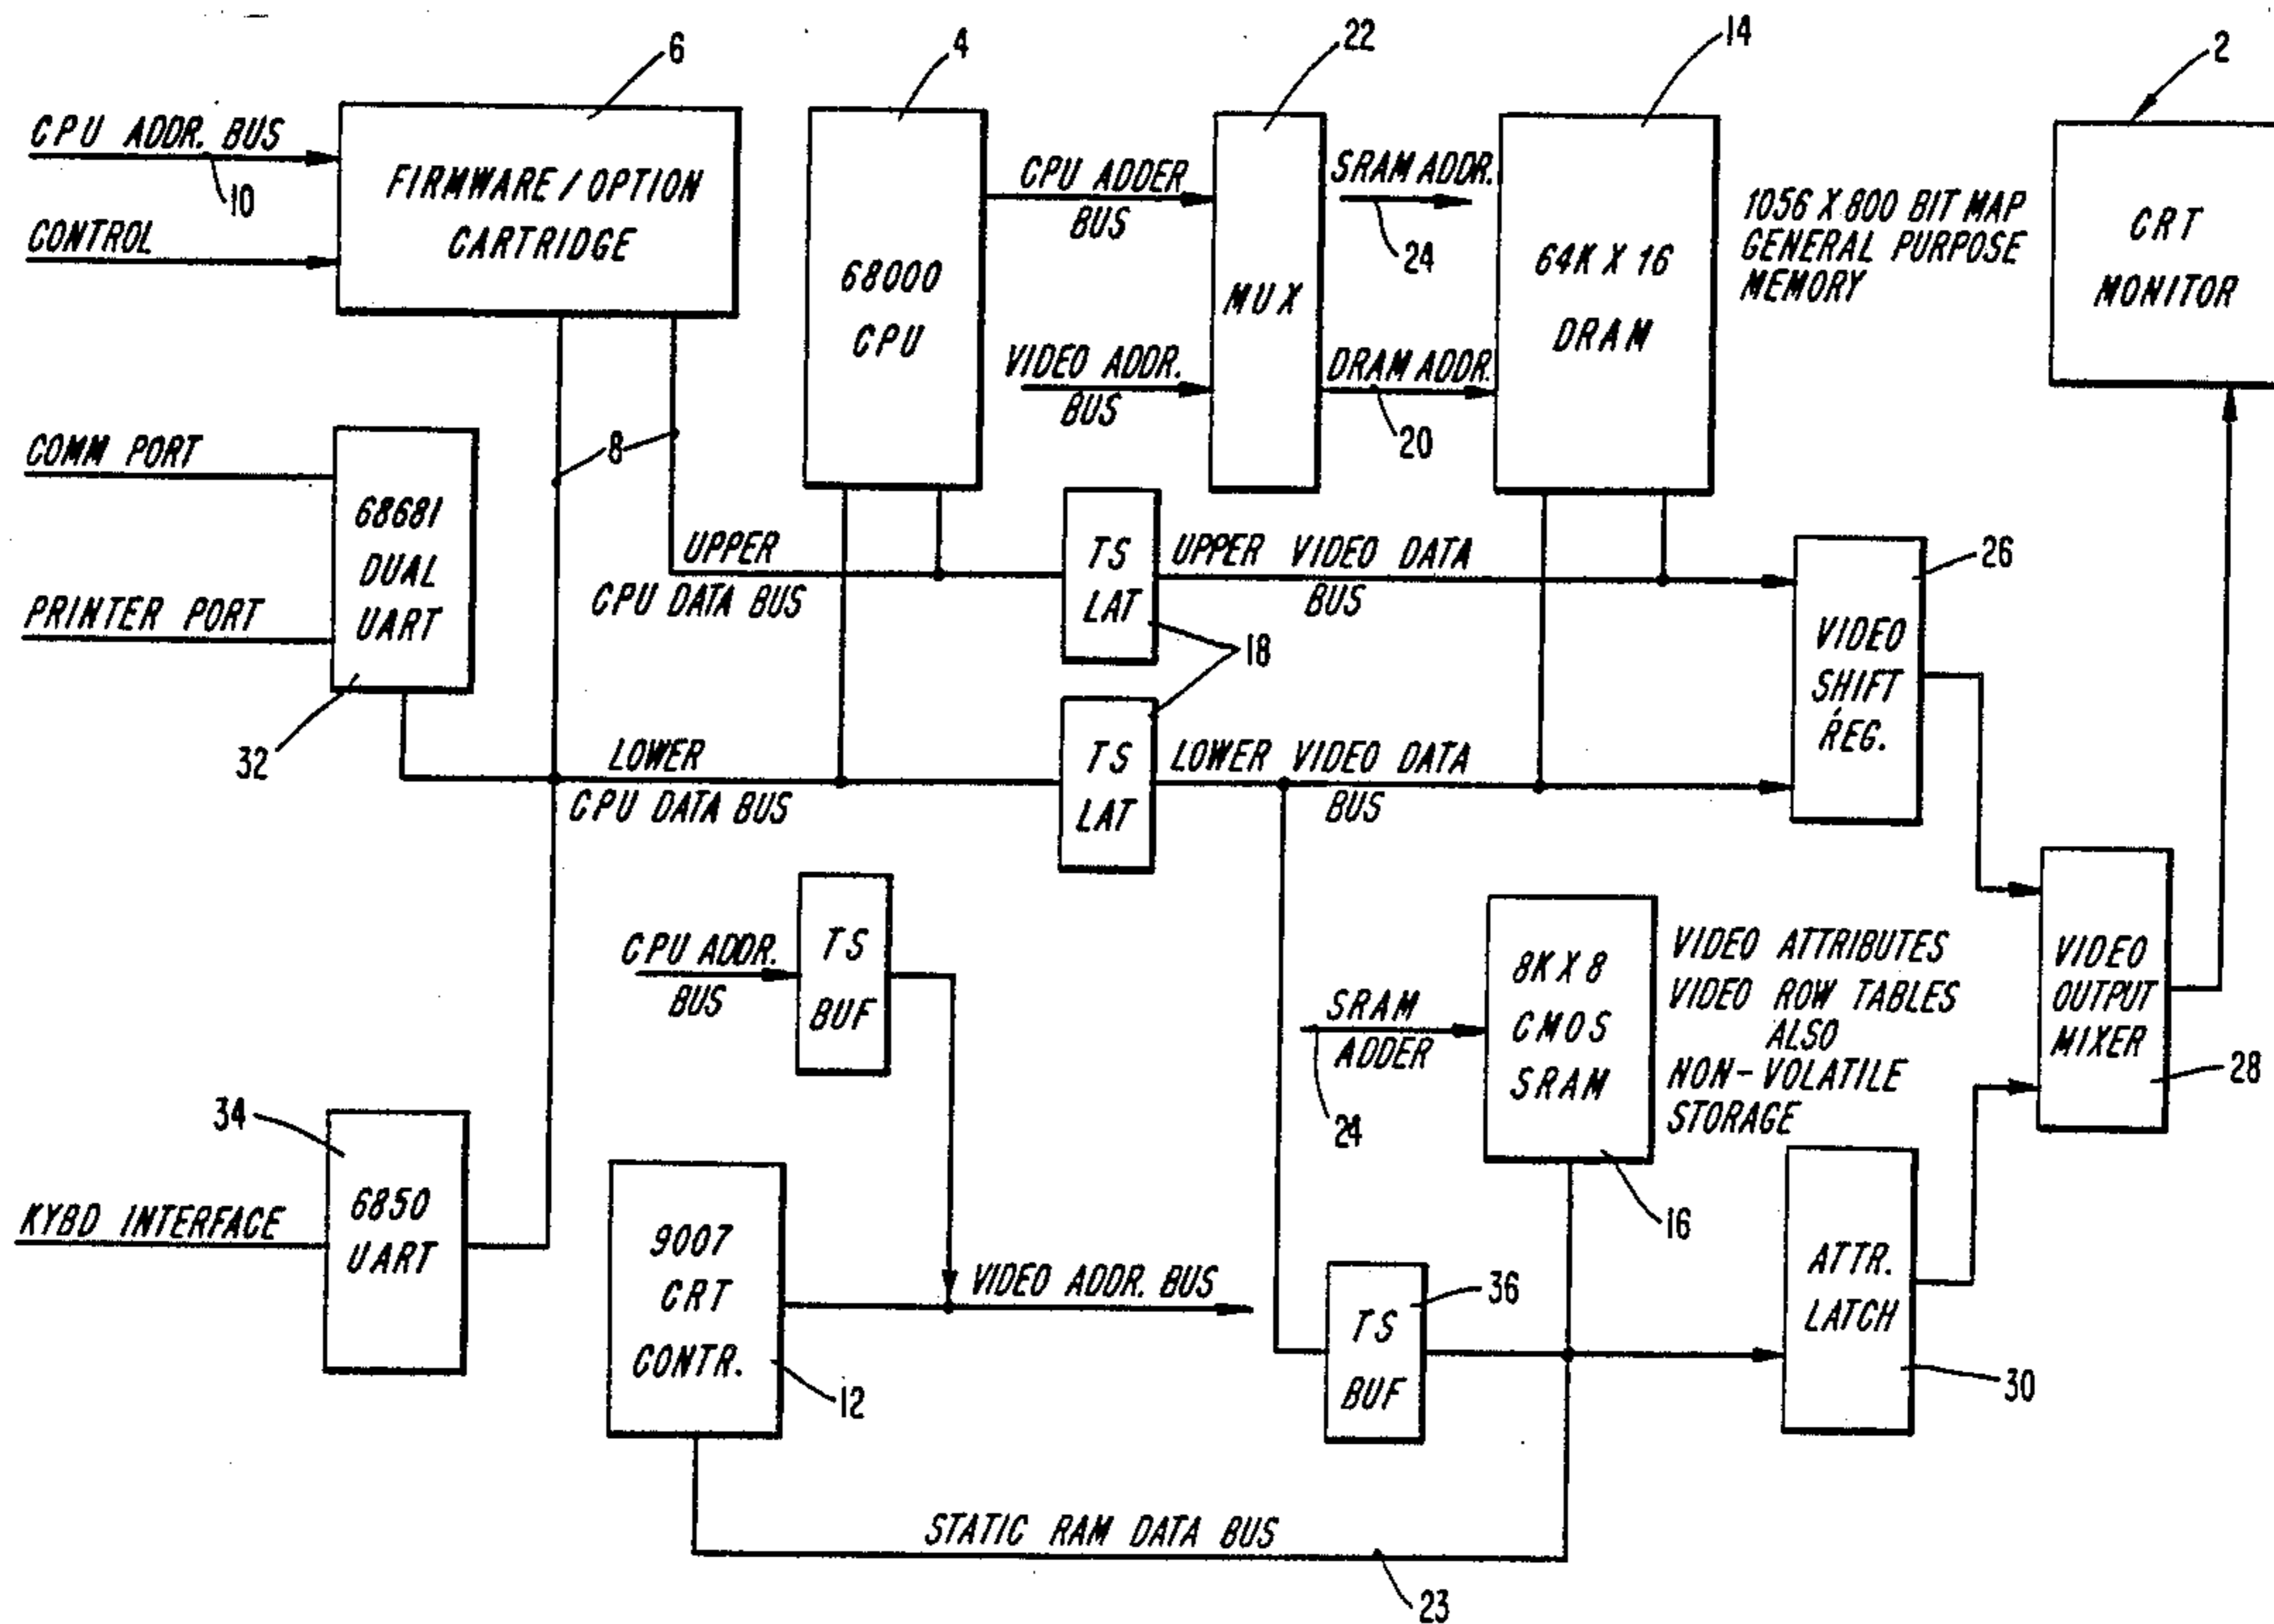 6
4
22
14
2
CPU ADDR. BUS
10
CONTROL
FIRMWARE / OPTION
CARTRIDGE
68000
CPU
CPU ADDER
BUS
VIDEO ADDR.
BUS
MUX
SRAM ADDR.
24
DRAM ADDR.
20
64K X 16
DRAM
1056 X 800 BIT MAP
GENERAL PURPOSE
MEMORY
CRT
MONITOR
COMM PORT
PRINTER PORT
68681
DUAL
UART
32
8
UPPER
CPU DATA BUS
TS
LAT
UPPER VIDEO DATA
BUS
18
LOWER
CPU DATA BUS
TS
LAT
LOWER VIDEO DATA
BUS
VIDEO
SHIFT
REG.
26
CPU ADDR.
BUS
TS
BUF
SRAM
ADDER
24
8K X 8
CMOS
SRAM
16
VIDEO ATTRIBUTES
VIDEO ROW TABLES
ALSO
NON-VOLATILE
STORAGE
VIDEO
OUTPUT
MIXER
28
34
KYBD INTERFACE
6850
UART
9007
CRT
CONTR.
12
VIDEO ADDR. BUS
TS
BUF
36
ATTR.
LATCH
30
STATIC RAM DATA BUS
23